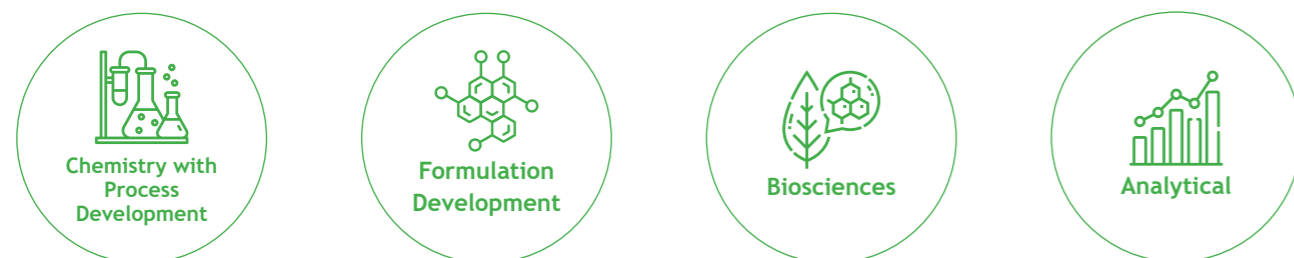 Chemistry with
Process
Development
Formulation
Development
Biosciences
Analytical